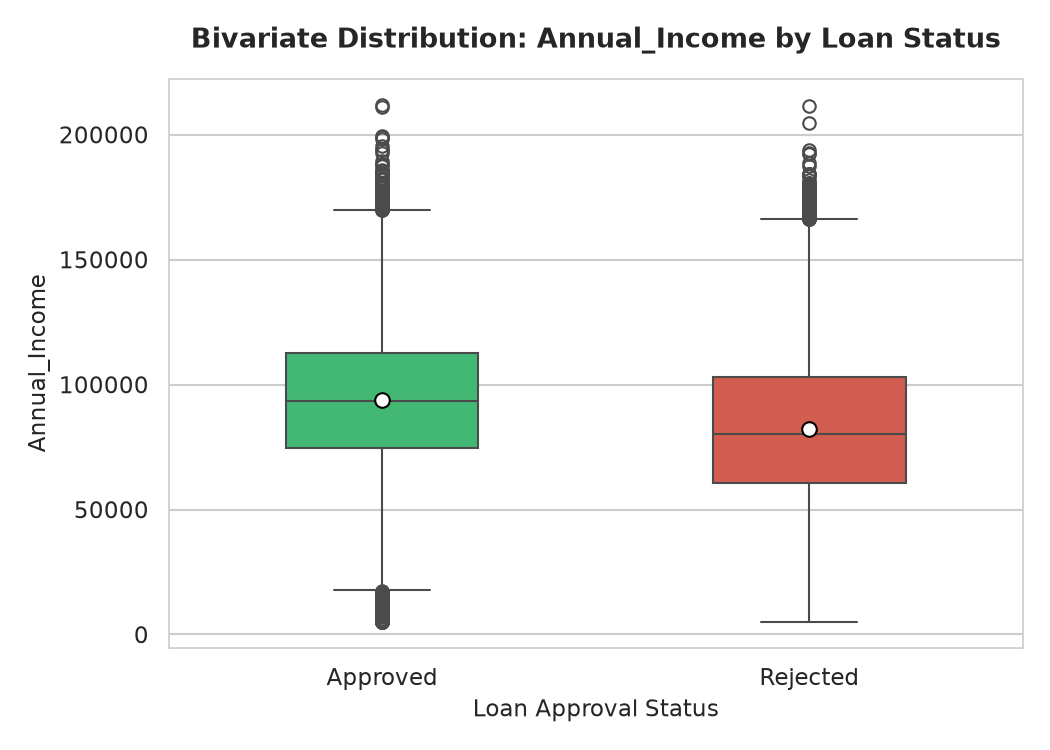 Bivariate Distribution: Annual_Income by Loan Status
200000
150000
100000
50000
0
Annual_Income
Approved
Rejected
Loan Approval Status